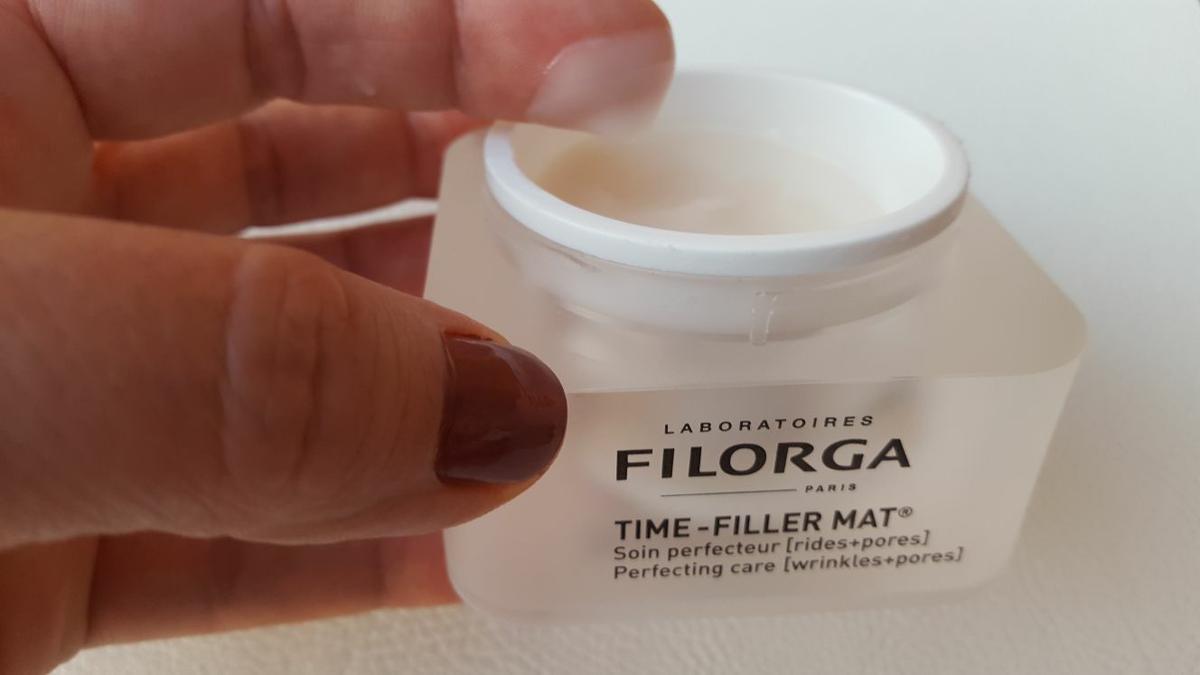 LABORATOIRES
FILORGA
PARIS
TIME-FILLER MAT®
Soin perfecteur [rides+pores]
Perfecting care [wrinkles+pores]